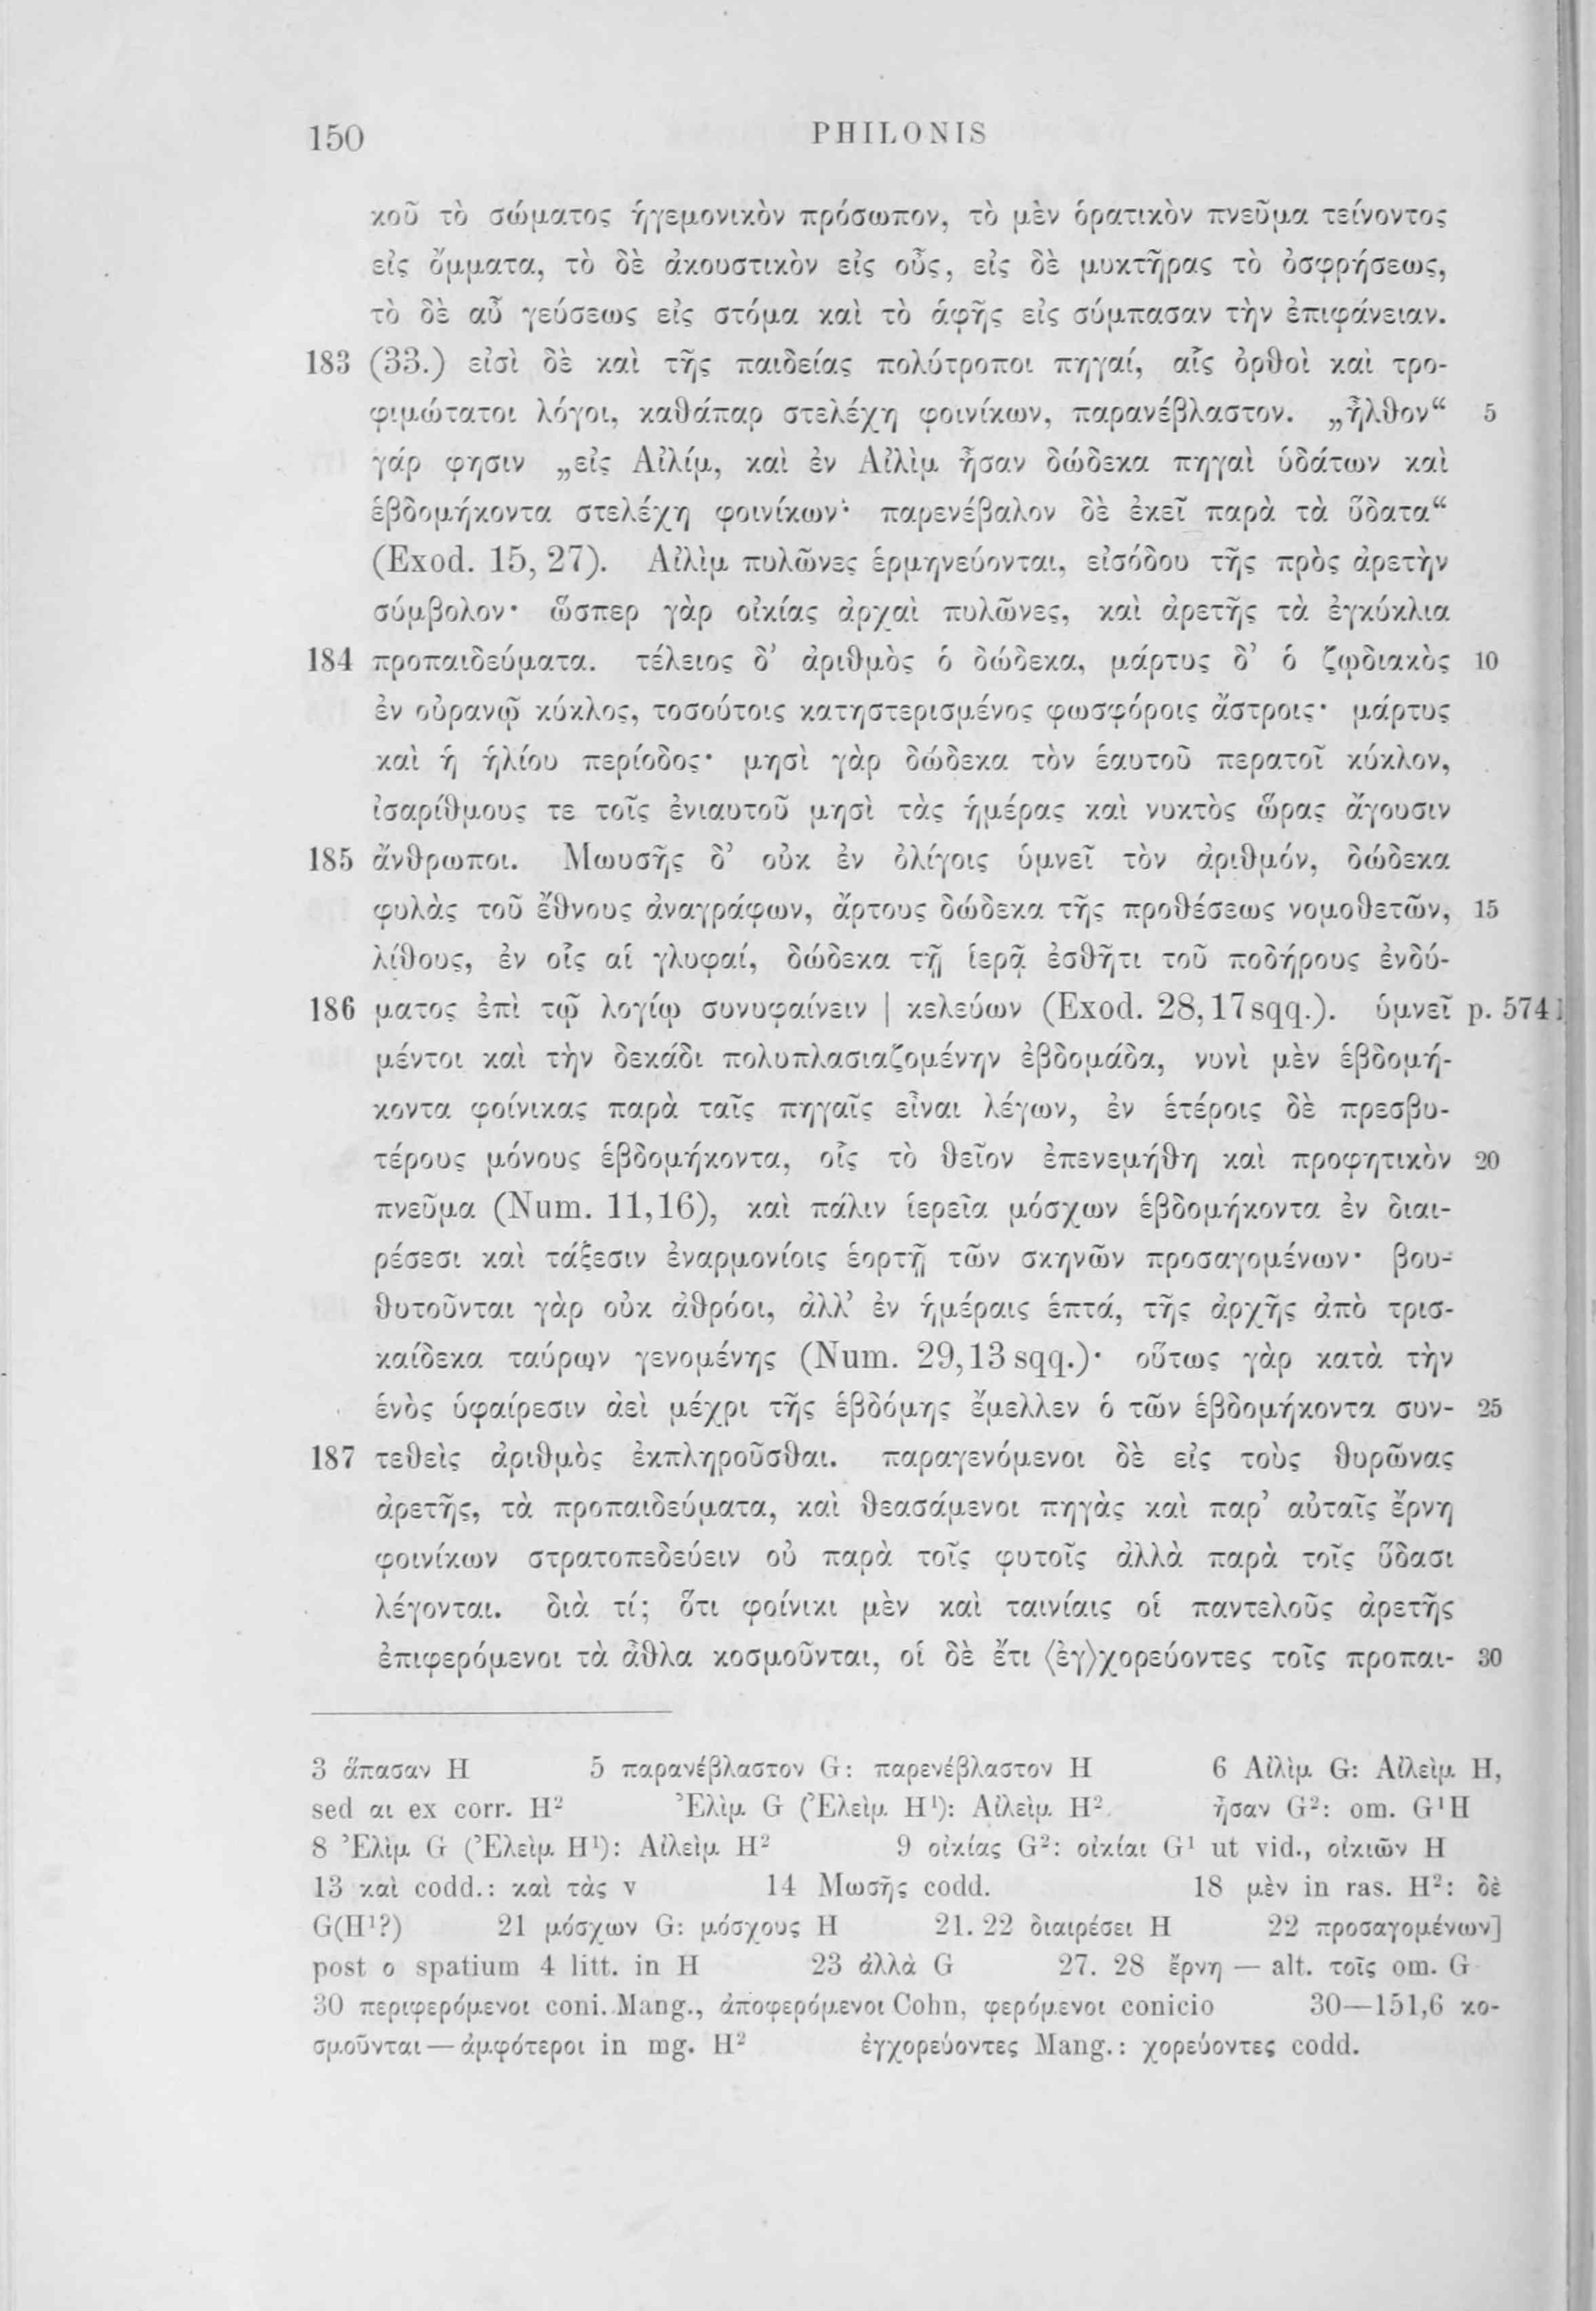 150 PHILONIS
κοῦ τὸ σώματος ἡγεμονικὸν πρόσωπον, τὸ μὲν ὁρατικὸν πνεῦμα τείνοντος
εἰς ὄμματα, τὸ δὲ ἀκουστικὸν εἰς οὖς, εἰς δὲ μυκτῆρας τὸ ὀσφρήσεως,
τὸ δὲ αὖ γεύσεως εἰς στόμα καὶ τὸ ἁφῆς εἰς σύμπασαν τὴν ἐπιφάνειαν.
183 (33.) εἰσὶ δὲ καὶ τῆς παιδείας πολύτροποι πηγαί, αἷς ὀρθοὶ καὶ τρο-
φιμώτατοι λόγοι, καθάπαρ στελέχη φοινίκων, παρανέβλαστον. „ἦλθον“ 5
γάρ φησιν „εἰς Αἰλίμ, καὶ ἐν Αἰλὶμ ἦσαν δώδεκα πηγαὶ ὑδάτων καὶ
ἑβδομήκοντα στελέχη φοινίκων· παρενέβαλον δὲ ἐκεῖ παρὰ τὰ ὕδατα“
(Exod. 15, 27). Αἰλὶμ πυλῶνες ἑρμηνεύονται, εἰσόδου τῆς πρὸς ἀρετὴν
σύμβολον· ὥσπερ γὰρ οἰκίας ἀρχαὶ πυλῶνες, καὶ ἀρετῆς τὰ ἐγκύκλια
184 προπαιδεύματα. τέλειος δ’ ἀριθμὸς ὁ δώδεκα, μάρτυς δ’ ὁ ζῳδιακὸς 10
ἐν οὐρανῷ κύκλος, τοσούτοις κατηστερισμένος φωσφόροις ἄστροις· μάρτυς
καὶ ἡ ἡλίου περίοδος· μησὶ γὰρ δώδεκα τὸν ἑαυτοῦ περατοῖ κύκλον,
ἰσαρίθμους τε τοῖς ἐνιαυτοῦ μησὶ τὰς ἡμέρας καὶ νυκτὸς ὥρας ἄγουσιν
185 ἄνθρωποι. Μωυσῆς δ’ οὐκ ἐν ὀλίγοις ὑμνεῖ τὸν ἀριθμόν, δώδεκα
φυλὰς τοῦ ἔθνους ἀναγράφων, ἄρτους δώδεκα τῆς προθέσεως νομοθετῶν, 15
λίθους, ἐν οἷς αἱ γλυφαί, δώδεκα τῇ ἱερᾷ ἐσθῆτι τοῦ ποδήρους ἐνδύ-
186 ματος ἐπὶ τῷ λογίῳ συνυφαίνειν | κελεύων (Exod. 28, 17 sqq.). ὑμνεῖ p. 574
μέντοι καὶ τὴν δεκάδι πολυπλασιαζομένην ἑβδομάδα, νυνὶ μὲν ἑβδομή-
κοντα φοίνικας παρὰ ταῖς πηγαῖς εἶναι λέγων, ἐν ἑτέροις δὲ πρεσβυ-
τέρους μόνους ἑβδομήκοντα, οἷς τὸ θεῖον ἐπενεμήθη καὶ προφητικὸν 20
πνεῦμα (Num. 11,16), καὶ πάλιν ἱερεῖα μόσχων ἑβδομήκοντα ἐν διαι-
ρέσεσι καὶ τάξεσιν ἐναρμονίοις ἑορτῇ τῶν σκηνῶν προσαγομένων· βου-
θυτοῦνται γὰρ οὐκ ἀθρόοι, ἀλλ’ ἐν ἡμέραις ἑπτά, τῆς ἀρχῆς ἀπὸ τρισ-
καίδεκα ταύρων γενομένης (Num. 29,13 sqq.)· οὕτως γὰρ κατὰ τὴν
ἑνὸς ὑφαίρεσιν ἀεὶ μέχρι τῆς ἑβδόμης ἔμελλεν ὁ τῶν ἑβδομήκοντα συν- 25
187 τεθεὶς ἀριθμὸς ἐκπληροῦσθαι. παραγενόμενοι δὲ εἰς τοὺς θυρῶνας
ἀρετῆς, τὰ προπαιδεύματα, καὶ θεασάμενοι πηγὰς καὶ παρ’ αὐταῖς ἔρνη
φοινίκων στρατοπεδεύειν οὐ παρὰ τοῖς φυτοῖς ἀλλὰ παρὰ τοῖς ὕδασι
λέγονται. διὰ τί; ὅτι φοίνικι μὲν καὶ ταινίαις οἱ παντελοῦς ἀρετῆς
ἐπιφερόμενοι τὰ ἆθλα κοσμοῦνται, οἱ δὲ ἔτι ⟨ἐγ⟩χορεύοντες τοῖς προπαι- 30
3 ἅπασαν H 5 παρανέβλαστον G: παρενέβλαστον H 6 Αἰλὶμ G: Αἰλεὶμ H,
sed αι ex corr. H² Ἐλὶμ G (Ἐλεὶμ H¹): Αἰλεὶμ H² ἦσαν G²: om. G¹H
8 Ἐλὶμ G (Ἐλεὶμ H¹): Αἰλεὶμ H² 9 οἰκίας G²: οἰκίαι G¹ ut vid., οἰκιῶν H
13 καὶ codd.: καὶ τὰς v 14 Μωσῆς codd. 18 μὲν in ras. H²: δὲ
G(H¹?) 21 μόσχων G: μόσχους H 21. 22 διαιρέσει H 22 προσαγομένων]
post ο spatium 4 litt. in H 23 ἀλλὰ G 27. 28 ἔρνη — alt. τοῖς om. G
30 περιφερόμενοι coni. Mang., ἀποφερόμενοι Cohn, φερόμενοι conicio 30—151,6 κο-
σμοῦνται — ἀμφότεροι in mg. H² ἐγχορεύοντες Mang.: χορεύοντες codd.